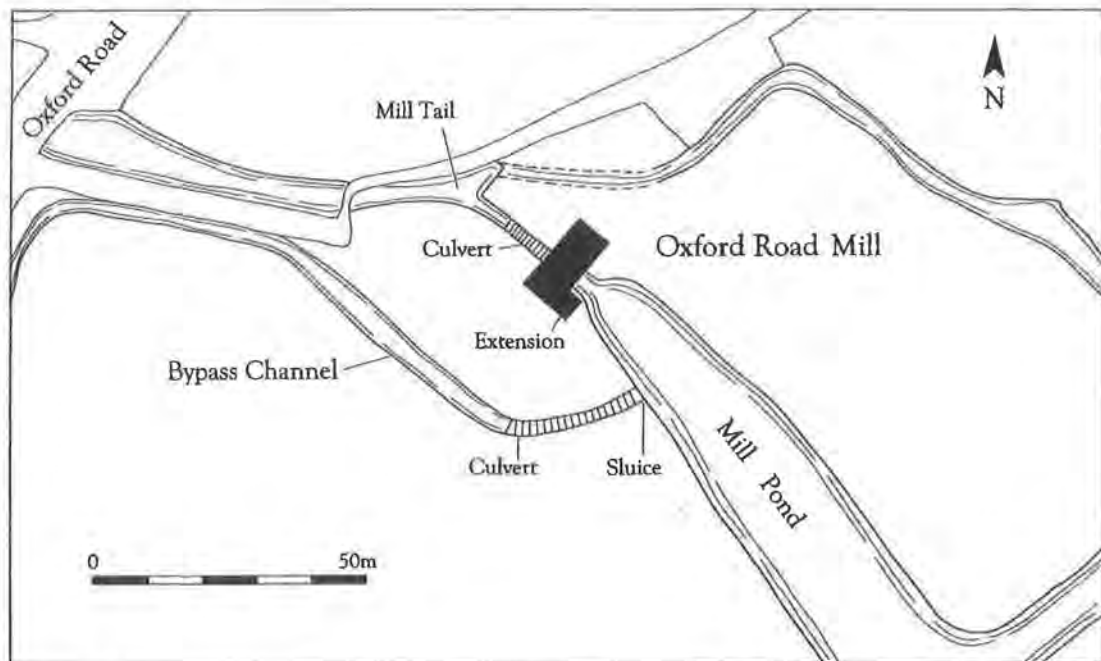 Oxford Road
Mill Tail
N
Culvert
Oxford Road Mill
Extension
Bypass Channel
Culvert
Sluice
Mill Pond
0 50m